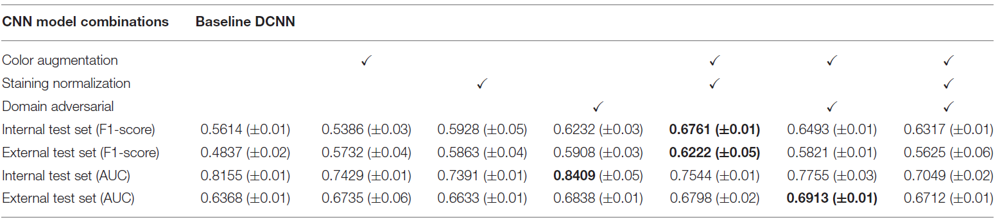 CNN model combinations Baseline DCNN
Color augmentation ✓ ✓ ✓ ✓
Staining normalization ✓ ✓ ✓
Domain adversarial ✓ ✓ ✓
Internal test set (F1-score) 0.5614 (±0.01) 0.5386 (±0.03) 0.5928 (±0.05) 0.6232 (±0.03) 0.6761 (±0.01) 0.6493 (±0.01) 0.6317 (±0.01)
External test set (F1-score) 0.4837 (±0.02) 0.5732 (±0.04) 0.5863 (±0.04) 0.5908 (±0.03) 0.6222 (±0.05) 0.5821 (±0.01) 0.5625 (±0.06)
Internal test set (AUC) 0.8155 (±0.01) 0.7429 (±0.01) 0.7391 (±0.01) 0.8409 (±0.05) 0.7544 (±0.01) 0.7755 (±0.03) 0.7049 (±0.02)
External test set (AUC) 0.6368 (±0.01) 0.6735 (±0.06) 0.6633 (±0.01) 0.6838 (±0.01) 0.6798 (±0.02) 0.6913 (±0.01) 0.6712 (±0.01)